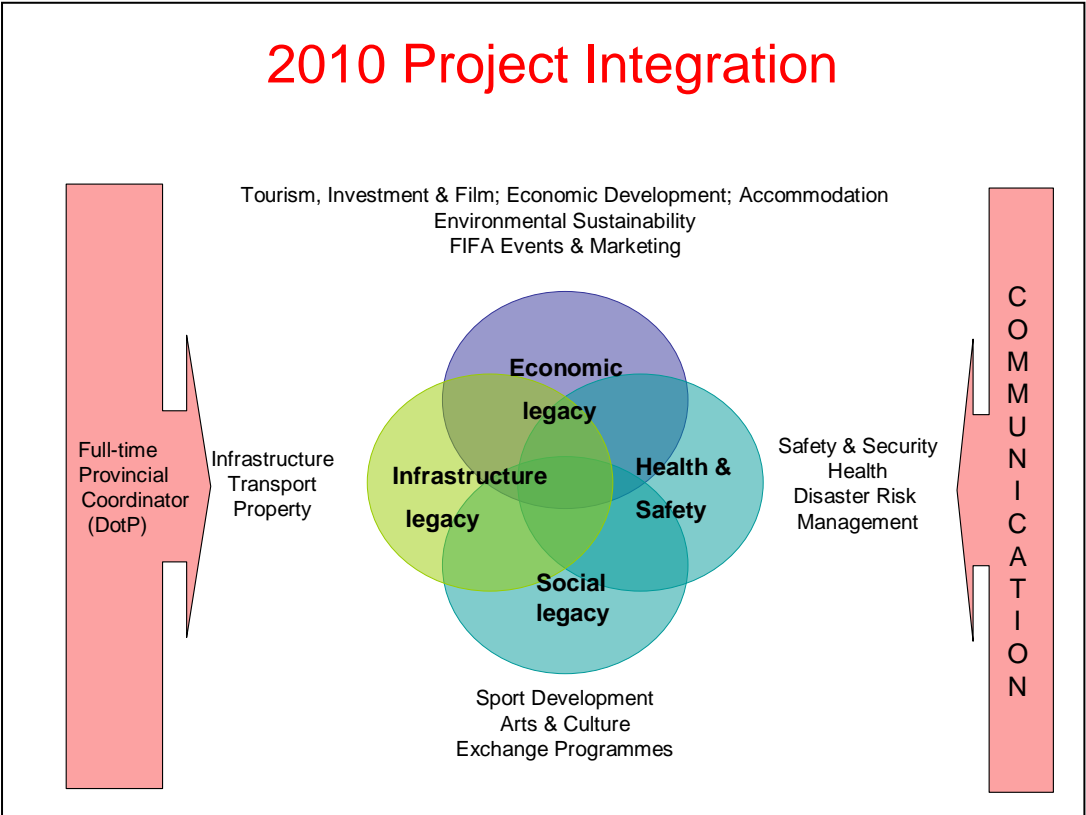 2010 Project Integration
Tourism, Investment & Film; Economic Development; Accommodation
Environmental Sustainability
FIFA Events & Marketing
Full-time
Provincial
Coordinator
(DotP)
Infrastructure
Transport
Property
Economic
legacy
Infrastructure
legacy
Health &
Safety
Social
legacy
Safety & Security
Health
Disaster Risk
Management
Sport Development
Arts & Culture
Exchange Programmes
COMMUNICATION